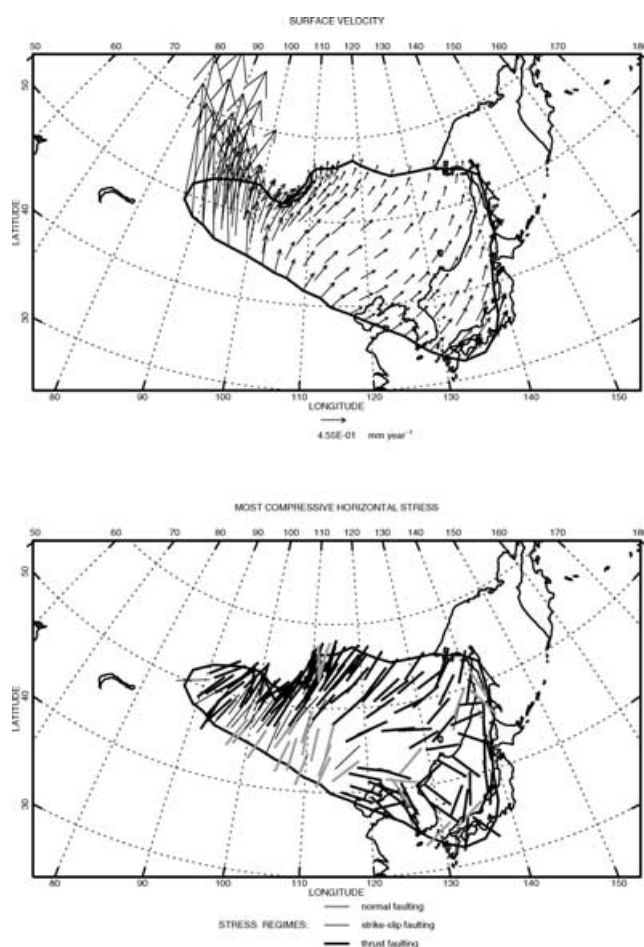 SURFACE VELOCITY
50 60 70 80 90 100 110 120 130 140 150 160 170 180
50
40
30
LATITUDE
80 90 100 110 120 130 140 150
LONGITUDE
4.55E-01 mm year⁻¹
MOST COMPRESSIVE HORIZONTAL STRESS
50 60 70 80 90 100 110 120 130 140 150 160 170 180
50
40
30
LATITUDE
80 90 100 110 120 130 140 150
LONGITUDE
normal faulting
STRESS REGIMES: strike-slip faulting
thrust faulting